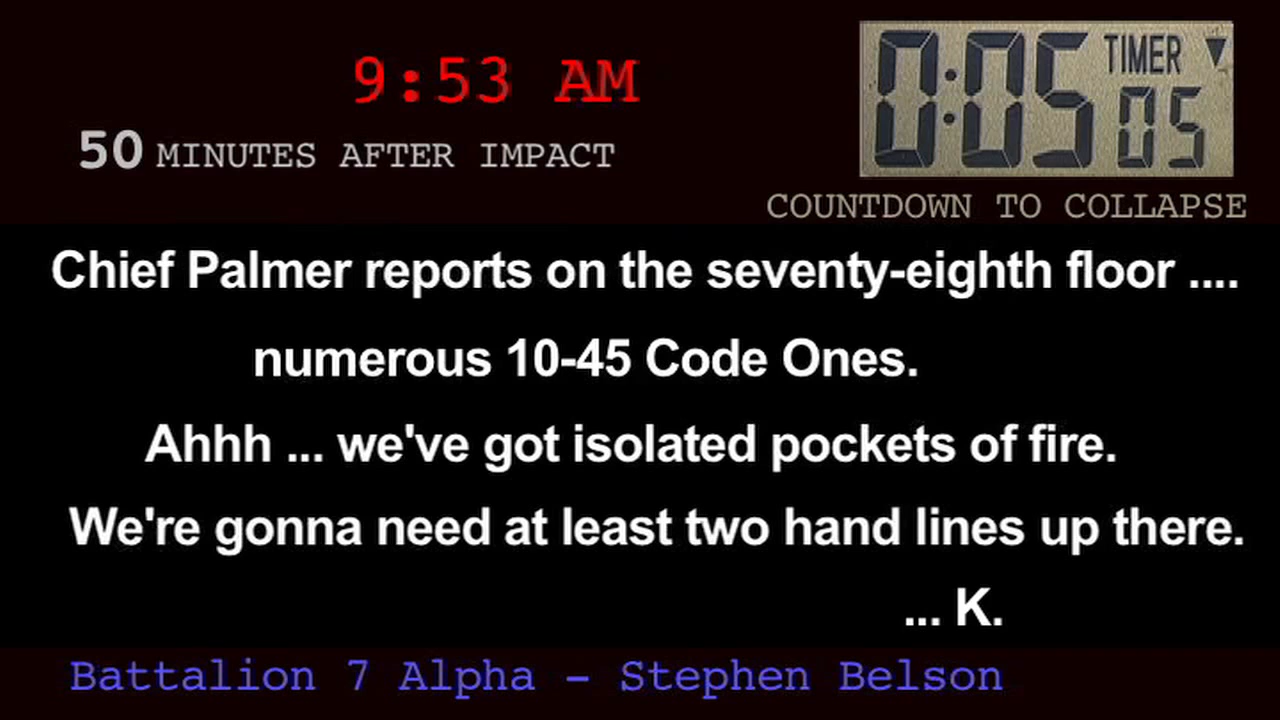 9:53 AM
50 MINUTES AFTER IMPACT
0:05 05 TIMER
COUNTDOWN TO COLLAPSE
Chief Palmer reports on the seventy-eighth floor ....
numerous 10-45 Code Ones.
Ahhh ... we've got isolated pockets of fire.
We're gonna need at least two hand lines up there.
... K.
Battalion 7 Alpha - Stephen Belson